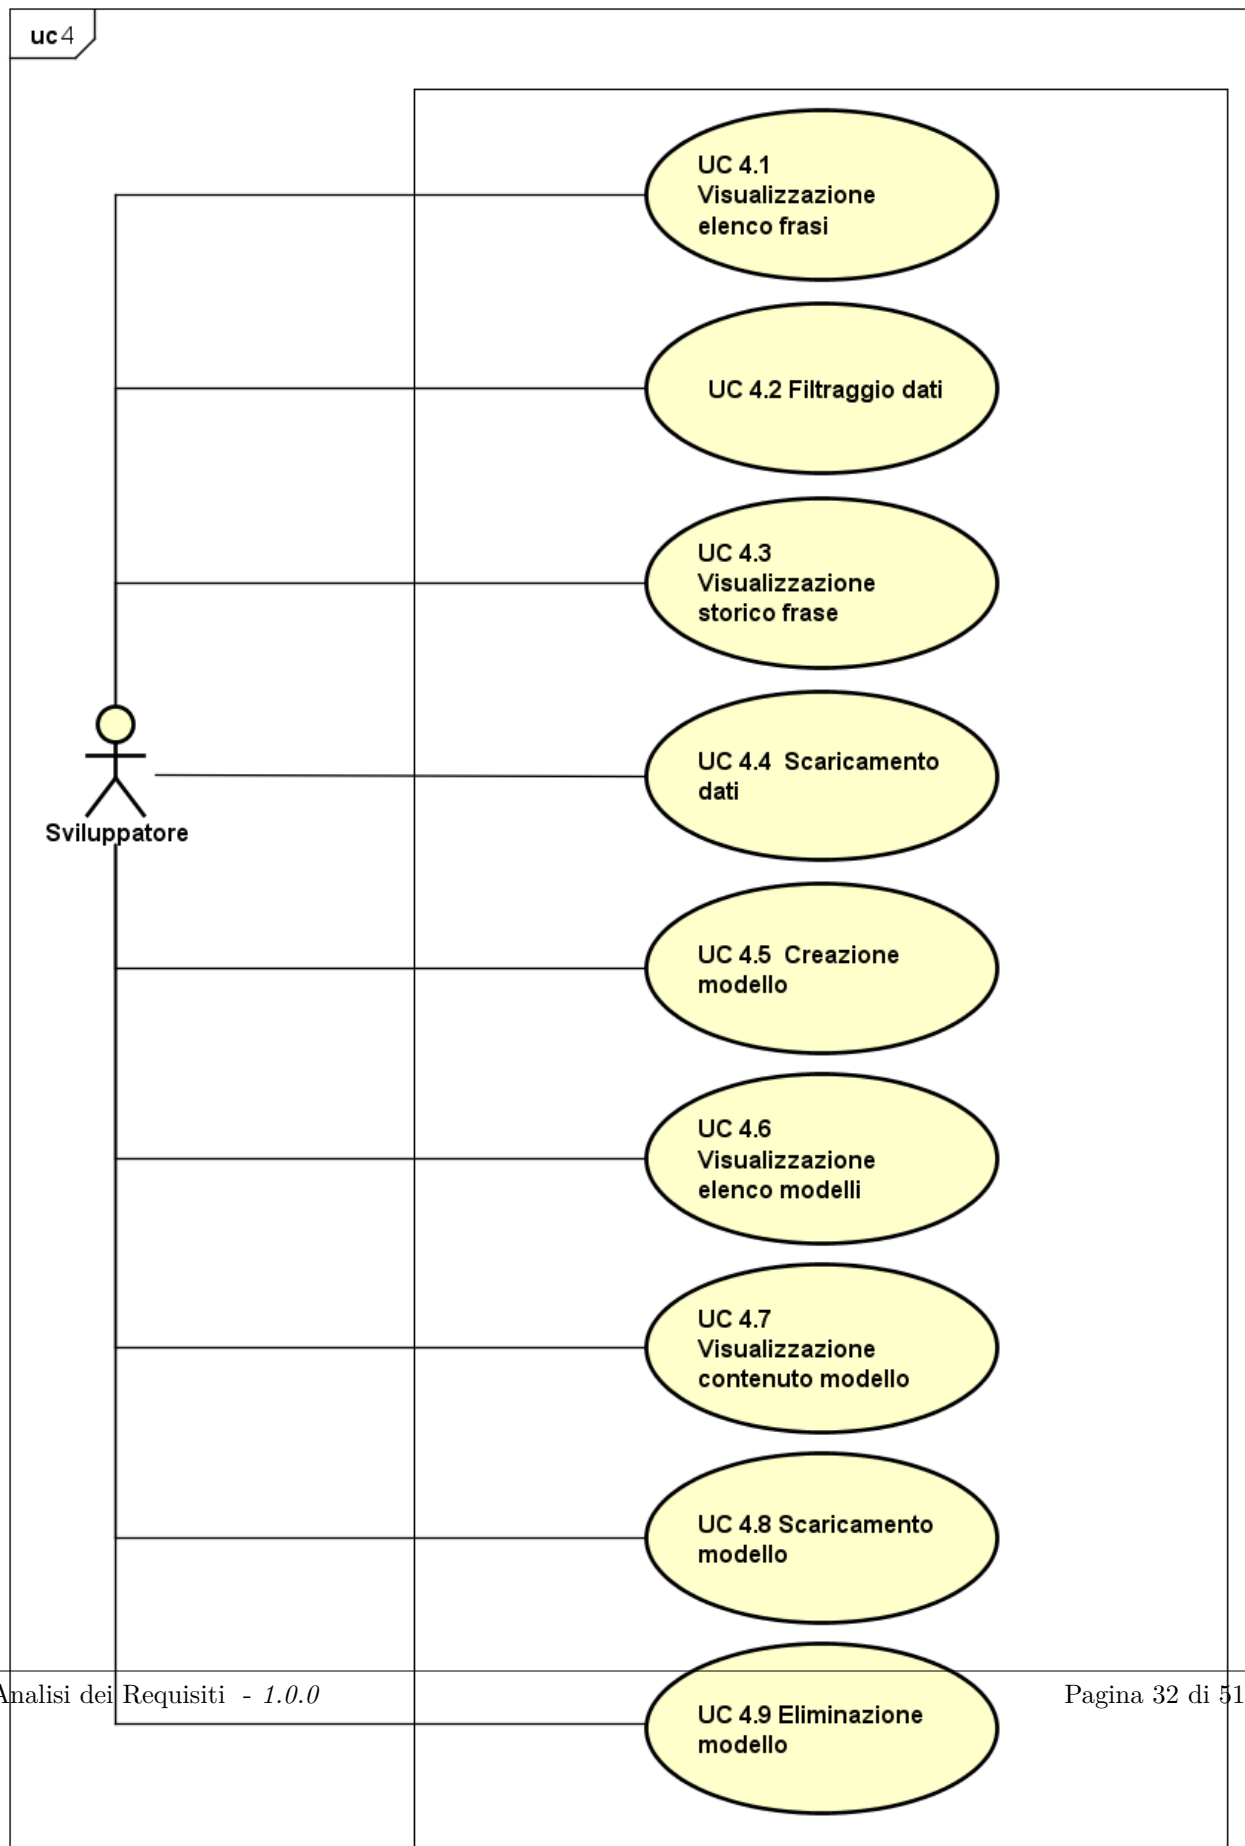 uc 4
UC 4.1
Visualizzazione
elenco frasi
UC 4.2 Filtraggio dati
UC 4.3
Visualizzazione
storico frase
UC 4.4 Scaricamento
dati
Sviluppatore
UC 4.5 Creazione
modello
UC 4.6
Visualizzazione
elenco modelli
UC 4.7
Visualizzazione
contenuto modello
UC 4.8 Scaricamento
modello
Analisi dei Requisiti - 1.0.0
Pagina 32 di 51
UC 4.9 Eliminazione
modello